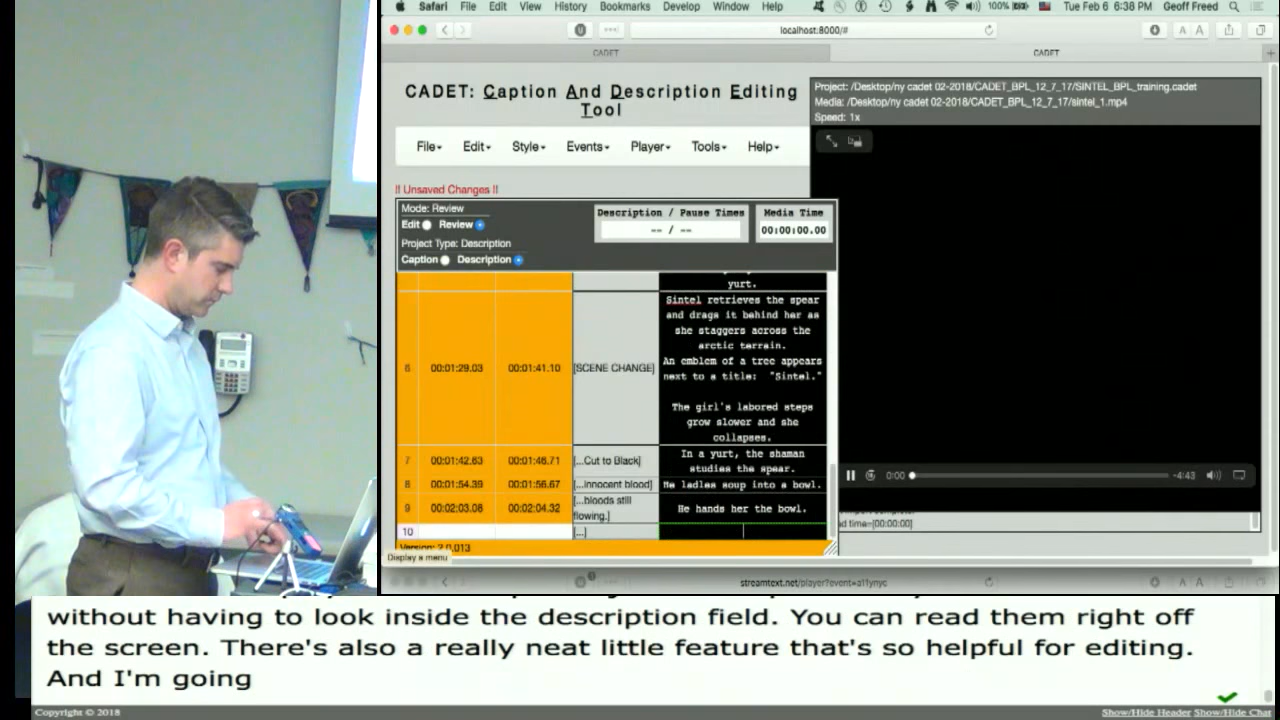 Safari File Edit View History Bookmarks Develop Window Help 100% Tue Feb 6 6:38 PM Geoff Freed
localhost:8000/#
CADET CADET
CADET: Caption And Description Editing
Tool
File Edit Style Events Player Tools Help
!! Unsaved Changes !!
Mode: Review
Edit Review
Project Type: Description
Caption Description
Description / Pause Times
-- / --
Media Time
00:00:00.00
Project: /Desktop/ny cadet 02-2018/CADET_BPL_12_7_17/SINTEL_BPL_training.cadet
Media: /Desktop/ny cadet 02-2018/CADET_BPL_12_7_17/sintel_1.mp4
Speed: 1x
yurt.
6 00:01:29.03 00:01:41.10 [SCENE CHANGE]
Sintel retrieves the spear
and drags it behind her as
she staggers across the
arctic terrain.
An emblem of a tree appears
next to a title: "Sintel."
The girl's labored steps
grow slower and she
collapses.
7 00:01:42.63 00:01:46.71 [...Cut to Black]
In a yurt, the shaman
studies the spear.
8 00:01:54.39 00:01:56.67 [...innocent blood] He ladles soup into a bowl.
9 00:02:03.08 00:02:04.32 [...bloods still
flowing.]
He hands her the bowl.
10 [...]
Version: 2.0.013
Display a menu
0:00 -4:43
d time=[00:00:00]
streamtext.net/player?event=a11ynyc
without having to look inside the description field. You can read them right off
the screen. There's also a really neat little feature that's so helpful for editing.
And I'm going
Copyright © 2018 Show/Hide Header Show/Hide Chat